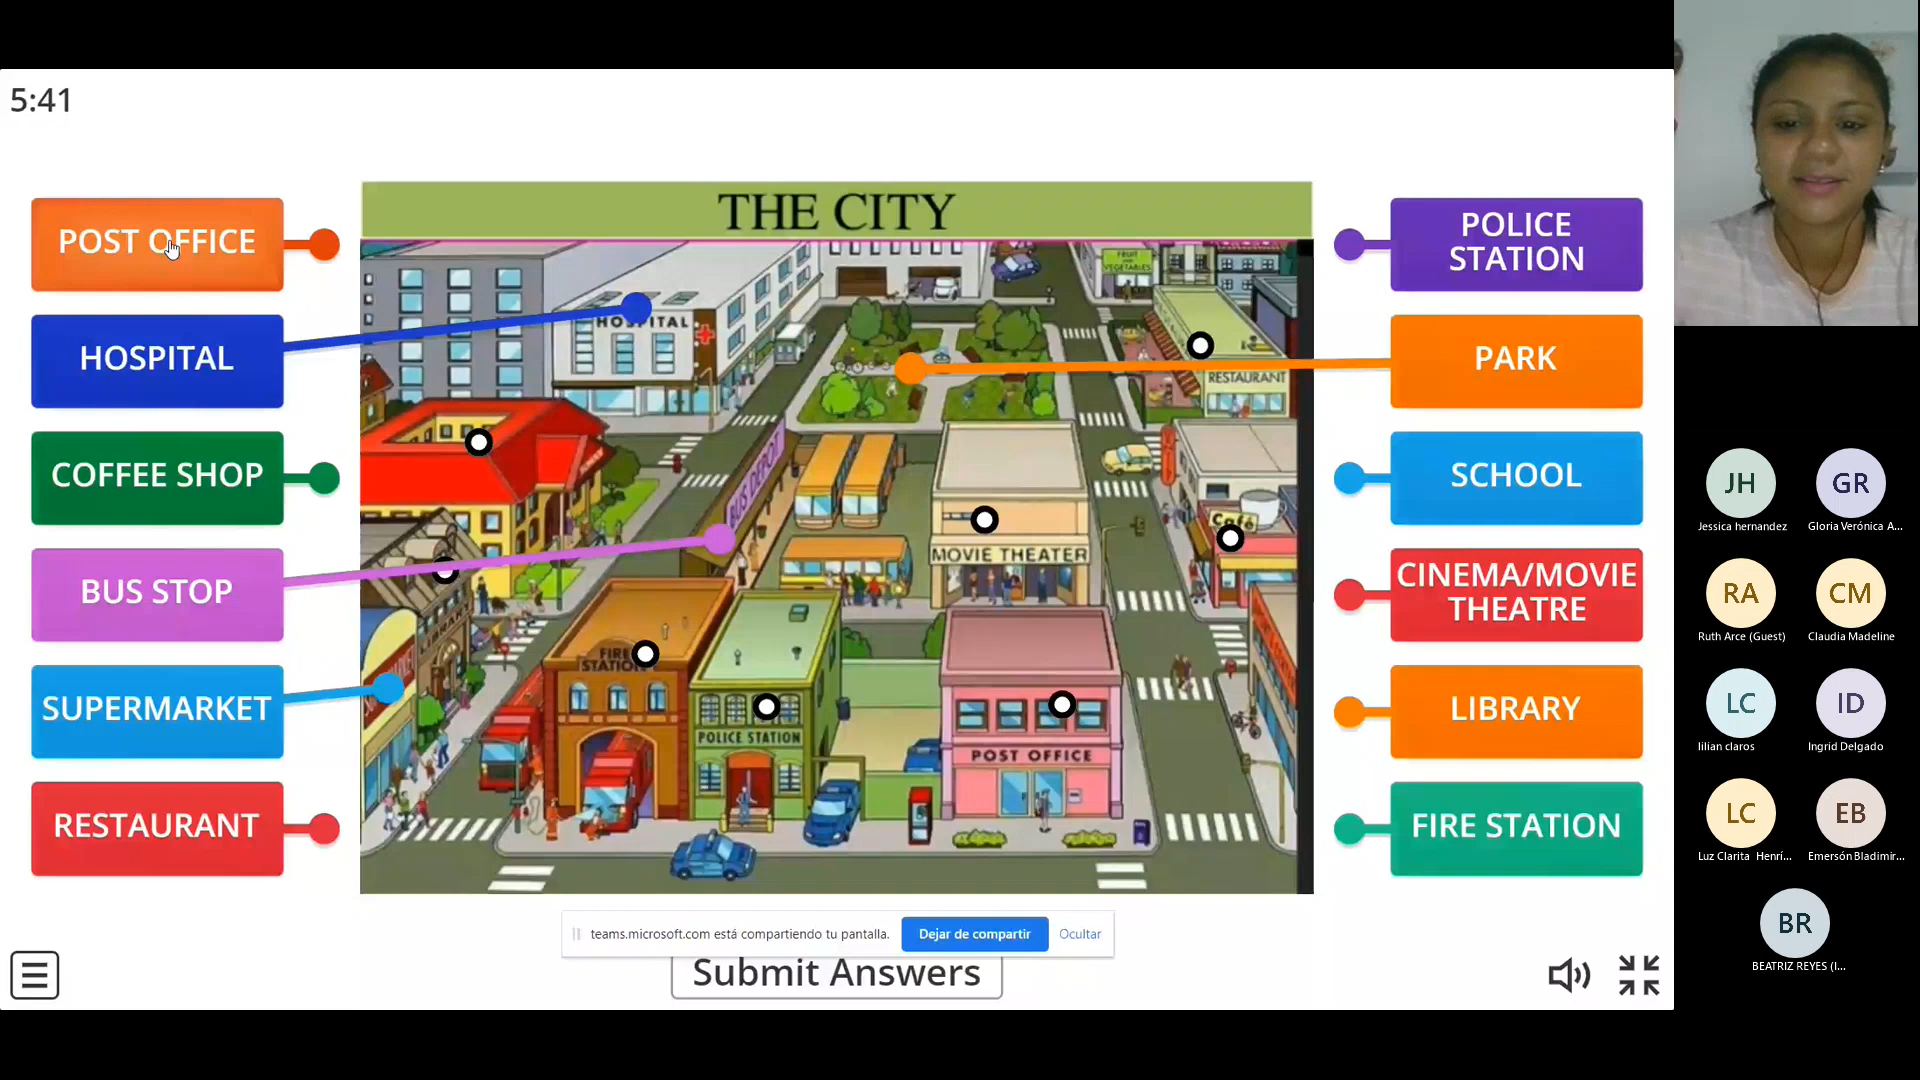 5:41
THE CITY
POST OFFICE
HOSPITAL
COFFEE SHOP
BUS STOP
SUPERMARKET
RESTAURANT
POLICE
STATION
PARK
SCHOOL
CINEMA/MOVIE
THEATRE
LIBRARY
FIRE STATION
FRUIT
VEGETABLES
HOSPITAL
RESTAURANT
BUS DEPOT
Café
MOVIE THEATER
LIBRARY
FIRE
STATION
POLICE STATION
POST OFFICE
teams.microsoft.com está compartiendo tu pantalla.
Dejar de compartir
Ocultar
Submit Answers
JH
Jessica hernandez
GR
Gloria Verónica A...
RA
Ruth Arce (Guest)
CM
Claudia Madeline
LC
lilian claros
ID
Ingrid Delgado
LC
Luz Clarita Henrí...
EB
Emersón Bladimir...
BR
BEATRIZ REYES (I...